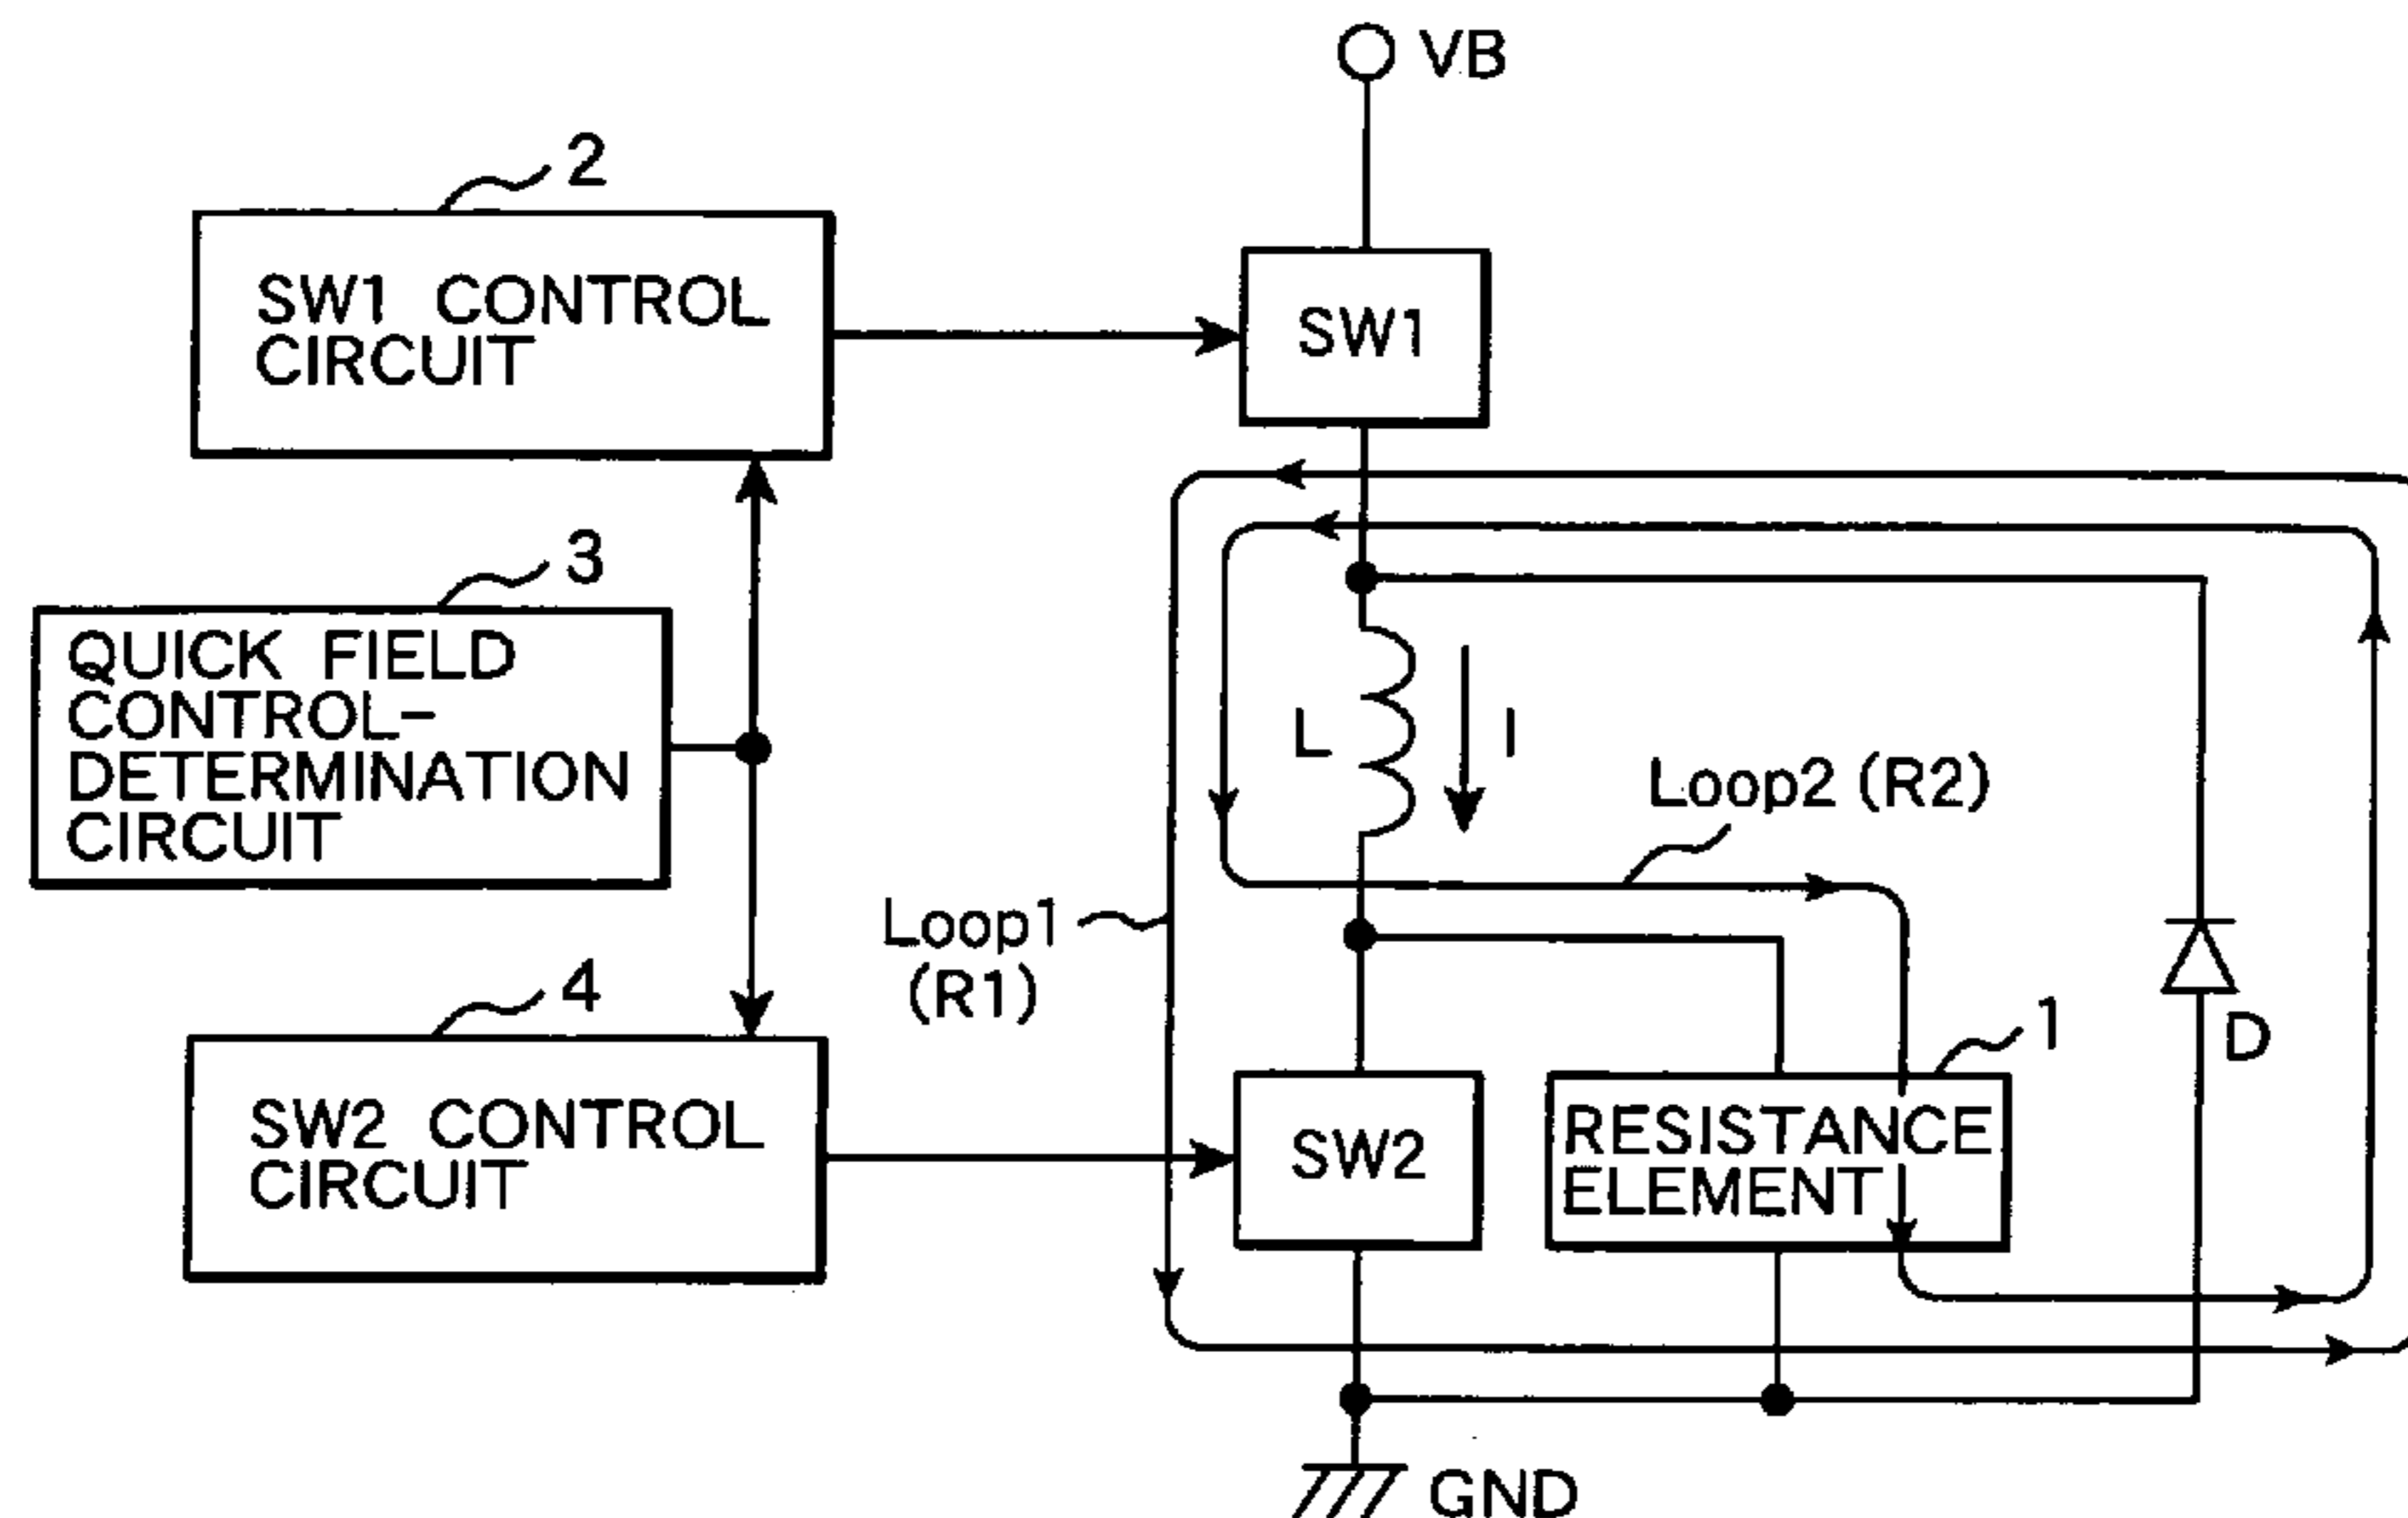 VB
2
SW1 CONTROL
CIRCUIT
SW1
3
QUICK FIELD
CONTROL-
DETERMINATION
CIRCUIT
L
I
Loop2 (R2)
Loop1
(R1)
4
1
D
SW2 CONTROL
CIRCUIT
SW2
RESISTANCE
ELEMENT
GND